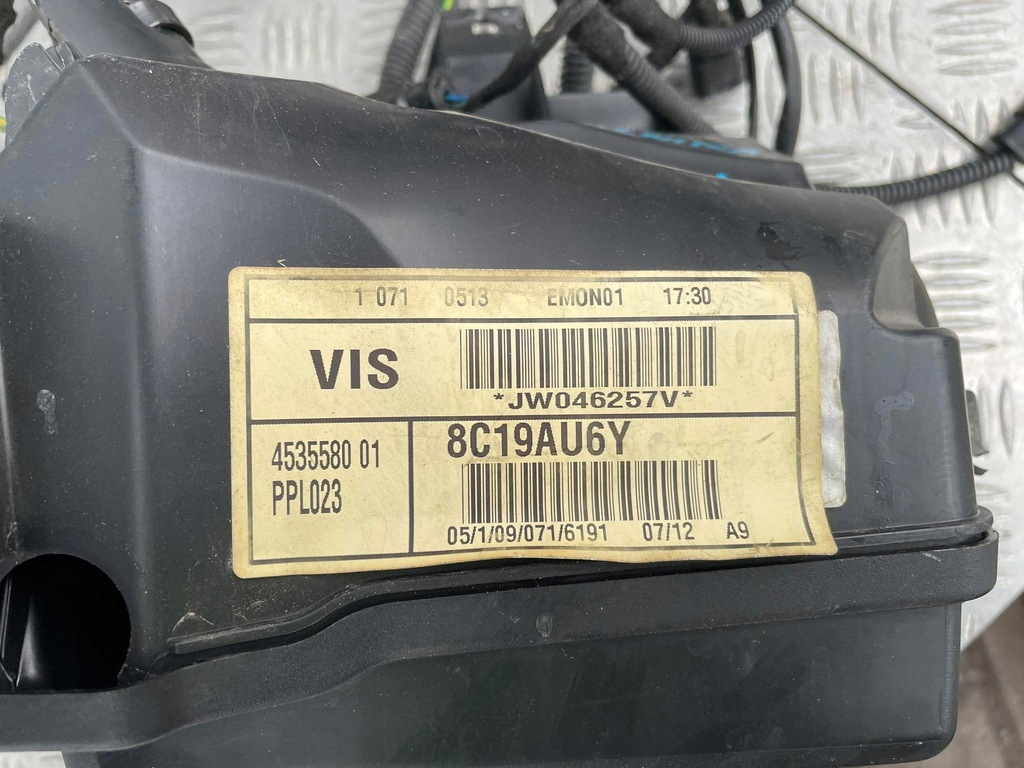 1 071 0513 EMON01 17:30
VIS
*JW046257V*
4535580 01
PPL023
8C19AU6Y
05/1/09/071/6191 07/12 A9